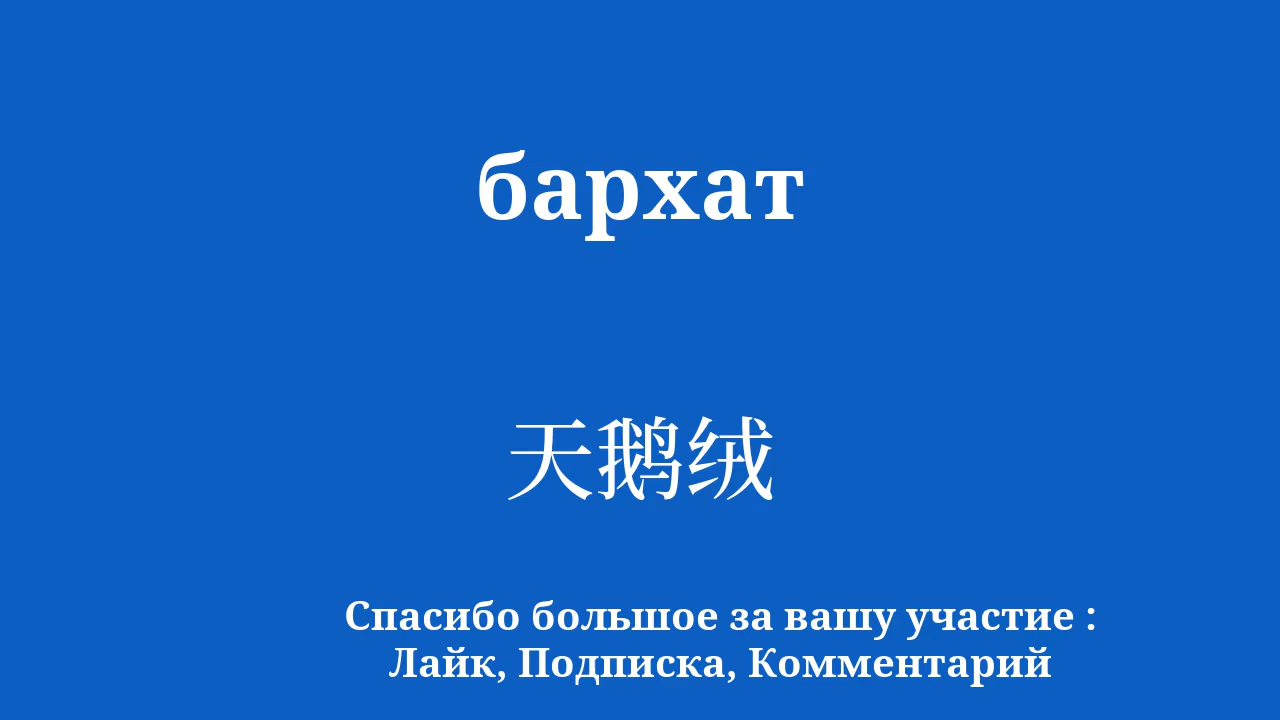 бархат
天鹅绒
Спасибо большое за вашу участие :
Лайк, Подписка, Комментарий